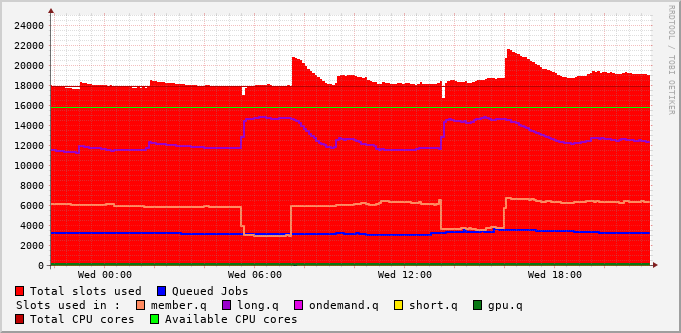 24000
22000
20000
18000
16000
14000
12000
10000
8000
6000
4000
2000
0
Wed 00:00 Wed 06:00 Wed 12:00 Wed 18:00
Total slots used Queued Jobs
Slots used in : member.q long.q ondemand.q short.q gpu.q
Total CPU cores Available CPU cores
RRDTOOL / TOBI OETIKER